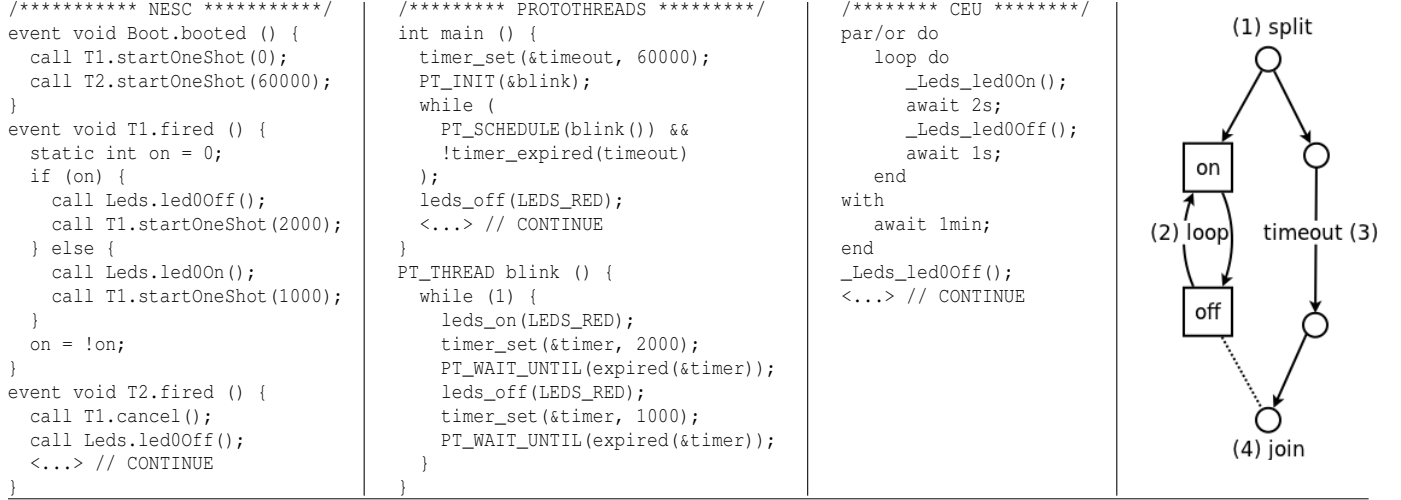 /*********** NESC ***********/
event void Boot.booted () {
  call T1.startOneShot(0);
  call T2.startOneShot(60000);
}
event void T1.fired () {
  static int on = 0;
  if (on) {
    call Leds.led0Off();
    call T1.startOneShot(2000);
  } else {
    call Leds.led0On();
    call T1.startOneShot(1000);
  }
  on = !on;
}
event void T2.fired () {
  call T1.cancel();
  call Leds.led0Off();
  <...> // CONTINUE
}
/********* PROTOTHREADS *********/
int main () {
  timer_set(&timeout, 60000);
  PT_INIT(&blink);
  while (
    PT_SCHEDULE(blink()) &&
    !timer_expired(timeout)
  );
  leds_off(LEDS_RED);
  <...> // CONTINUE
}
PT_THREAD blink () {
  while (1) {
    leds_on(LEDS_RED);
    timer_set(&timer, 2000);
    PT_WAIT_UNTIL(expired(&timer));
    leds_off(LEDS_RED);
    timer_set(&timer, 1000);
    PT_WAIT_UNTIL(expired(&timer));
  }
}
/******** CEU ********/
par/or do
   loop do
      _Leds_led0On();
      await 2s;
      _Leds_led0Off();
      await 1s;
   end
with
   await 1min;
end
_Leds_led0Off();
<...> // CONTINUE
(1) split
on
(2) loop
timeout (3)
off
(4) join